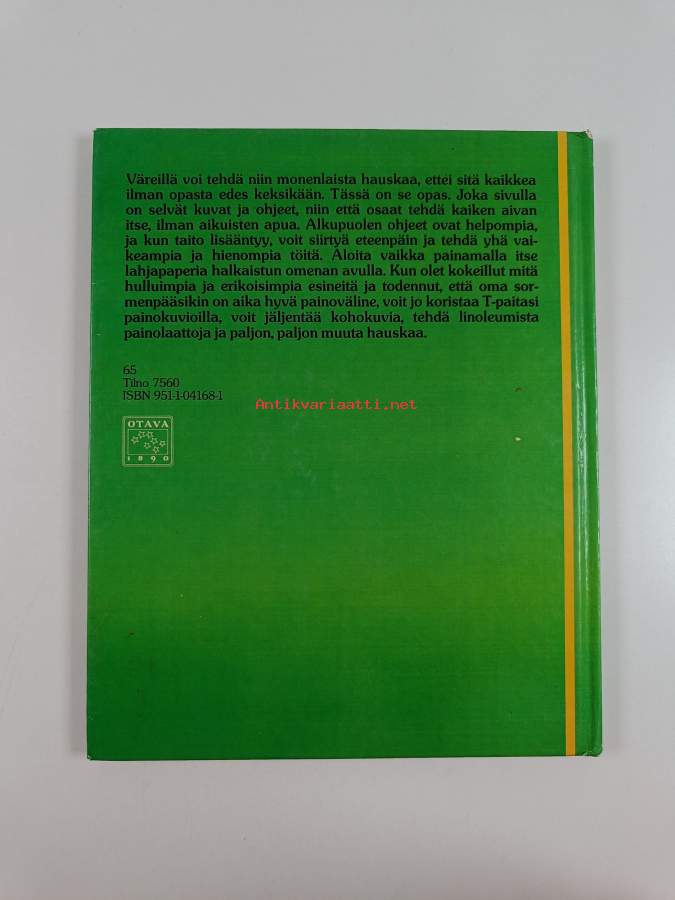 Väreillä voi tehdä niin monenlaista hauskaa, ettei sitä kaikkea
ilman opasta edes keksikään. Tässä on se opas. Joka sivulla
on selvät kuvat ja ohjeet, niin että osaat tehdä kaiken aivan
itse, ilman aikuisten apua. Alkupuolen ohjeet ovat helpompia,
ja kun taito lisääntyy, voit siirtyä eteenpäin ja tehdä yhä vai-
keampia ja hienompia töitä. Aloita vaikka painamalla itse
lahjapaperia halkaistun omenan avulla. Kun olet kokeillut mitä
hulluimpia ja erikoisimpia esineitä ja todennut, että oma sor-
menpääsikin on aika hyvä painoväline, voit jo koristaa T-paitasi
painokuvioilla, voit jäljentää kohokuvia, tehdä linoleumista
painolaattoja ja paljon, paljon muuta hauskaa.
65
Tilno 7560
ISBN 951-1-04168-1
Antikvariaatti.net
OTAVA
1890